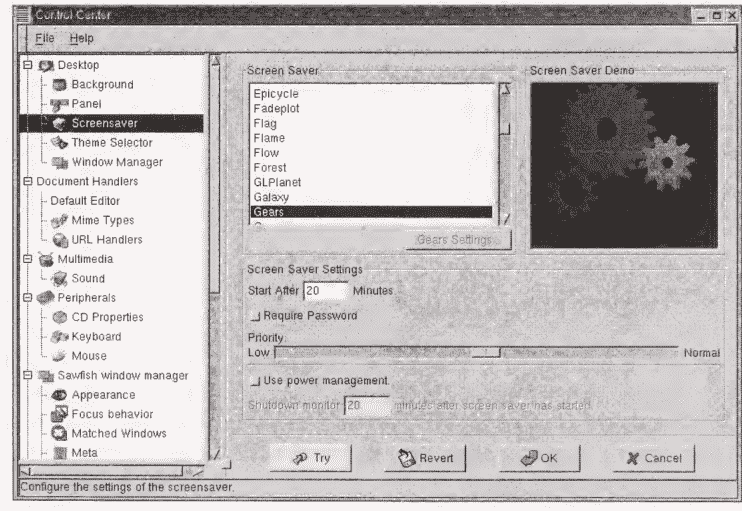 Control Center
File Help
Desktop
Background
Panel
Screensaver
Theme Selector
Window Manager
Document Handlers
Default Editor
Mime Types
URL Handlers
Multimedia
Sound
Peripherals
CD Properties
Keyboard
Mouse
Sawfish window manager
Appearance
Focus behavior
Matched Windows
Meta
Screen Saver
Epicycle
Fadeplot
Flag
Flame
Flow
Forest
GLPlanet
Galaxy
Gears
Gears Settings...
Screen Saver Demo
Screen Saver Settings
Start After 20 Minutes
Require Password
Priority:
Low Normal
Use power management.
Shutdown monitor 20 minutes after screen saver has started.
Try Revert OK Cancel
Configure the settings of the screensaver.